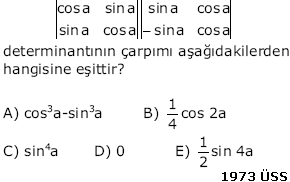 |cosa sina| |sina cosa|
|sina cosa| |−sina cosa|
determinantının çarpımı aşağıdakilerden
hangisine eşittir?
A) cos³a-sin³a B) 1/4 cos 2a
C) sin⁴a D) 0 E) 1/2 sin 4a
1973 ÜSS